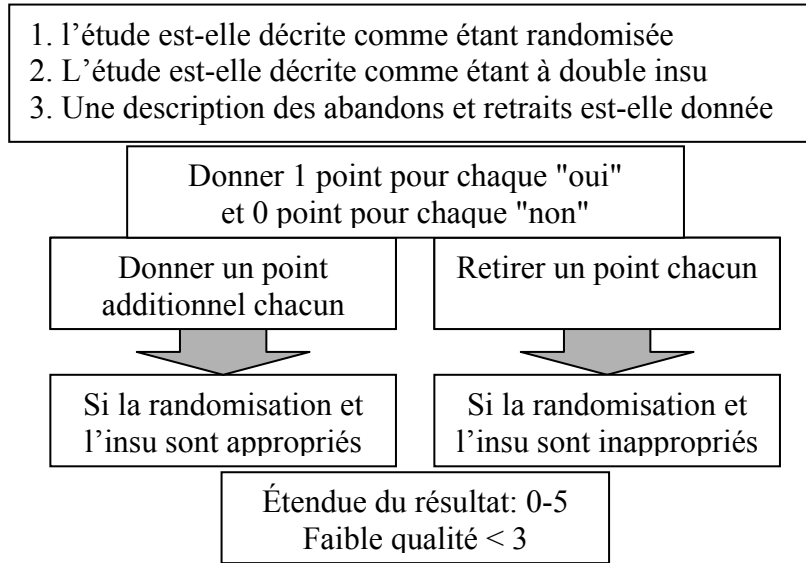 1. l’étude est-elle décrite comme étant randomisée
2. L’étude est-elle décrite comme étant à double insu
3. Une description des abandons et retraits est-elle donnée
Donner 1 point pour chaque "oui"
et 0 point pour chaque "non"
Donner un point
additionnel chacun
Retirer un point chacun
Si la randomisation et
l’insu sont appropriés
Si la randomisation et
l’insu sont inappropriés
Étendue du résultat: 0-5
Faible qualité < 3